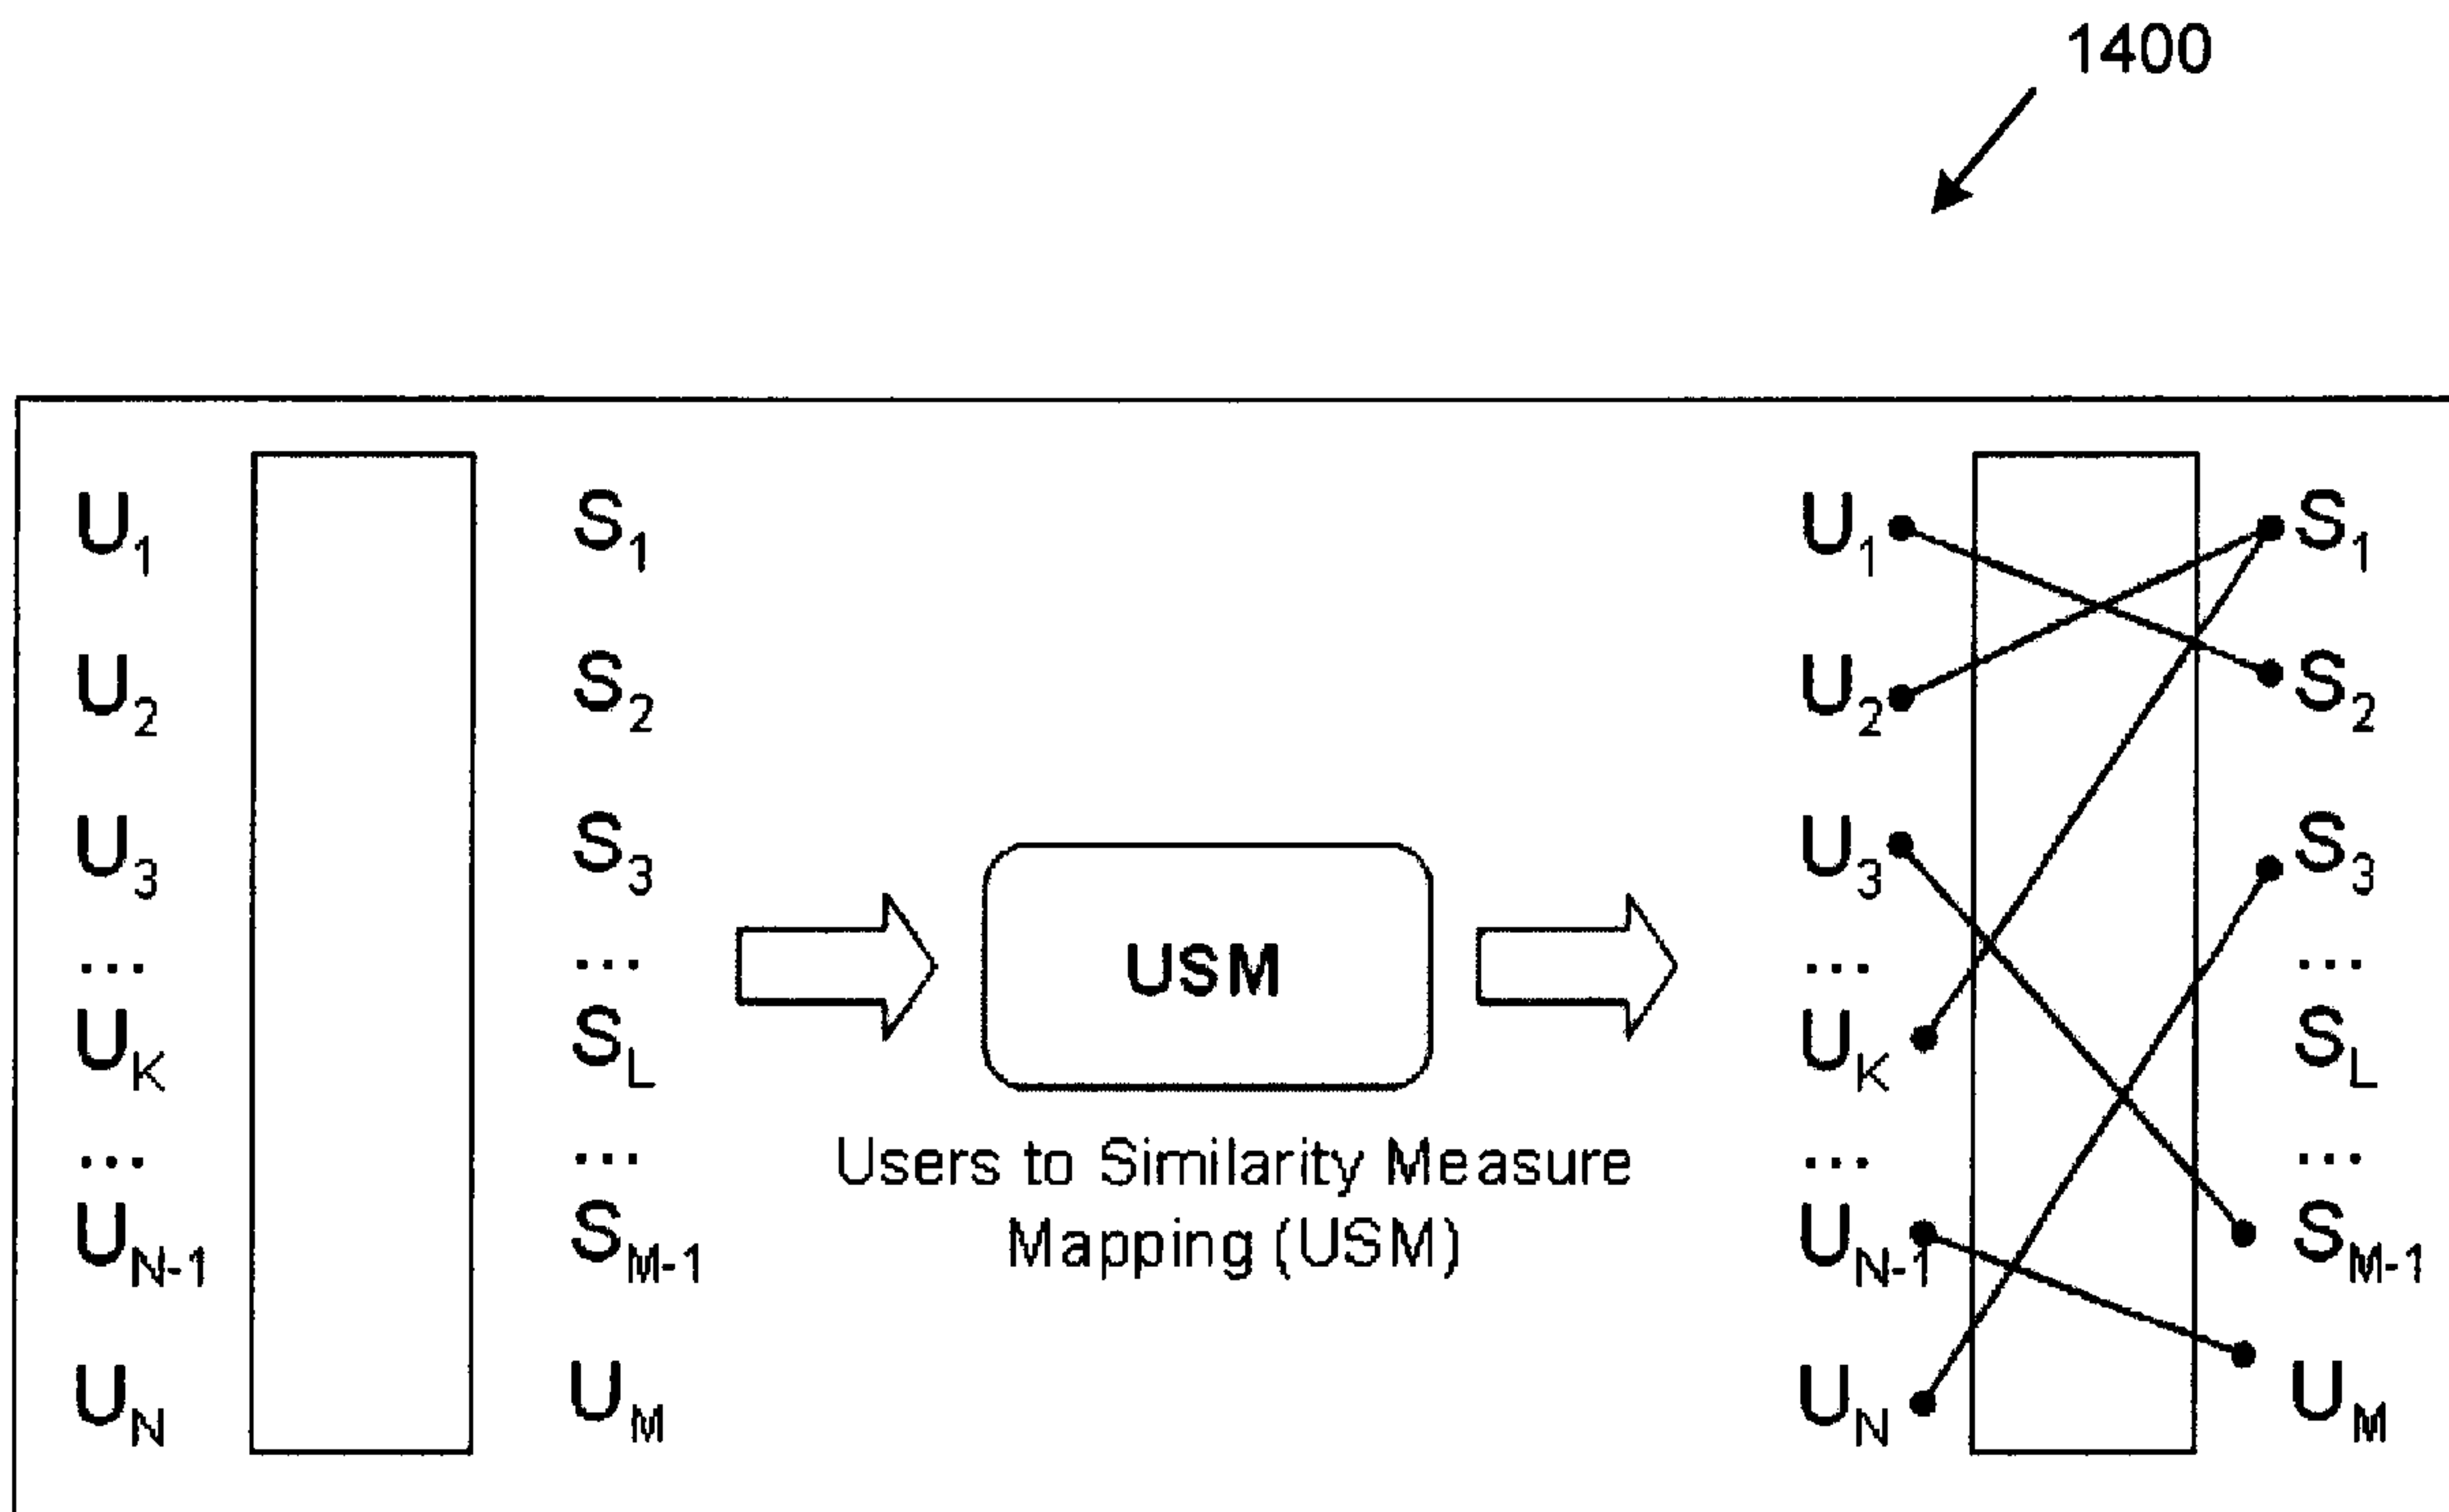 1400
U1 S1 U1 S1
U2 S2 U2 S2
U3 S3 U3 S3
... ... ... ...
USM
UK SL UK SL
... ... ... ...
Users to Similarity Measure
Mapping (USM)
UN-1 SM-1 UN-1 SM-1
UN UM UN UM